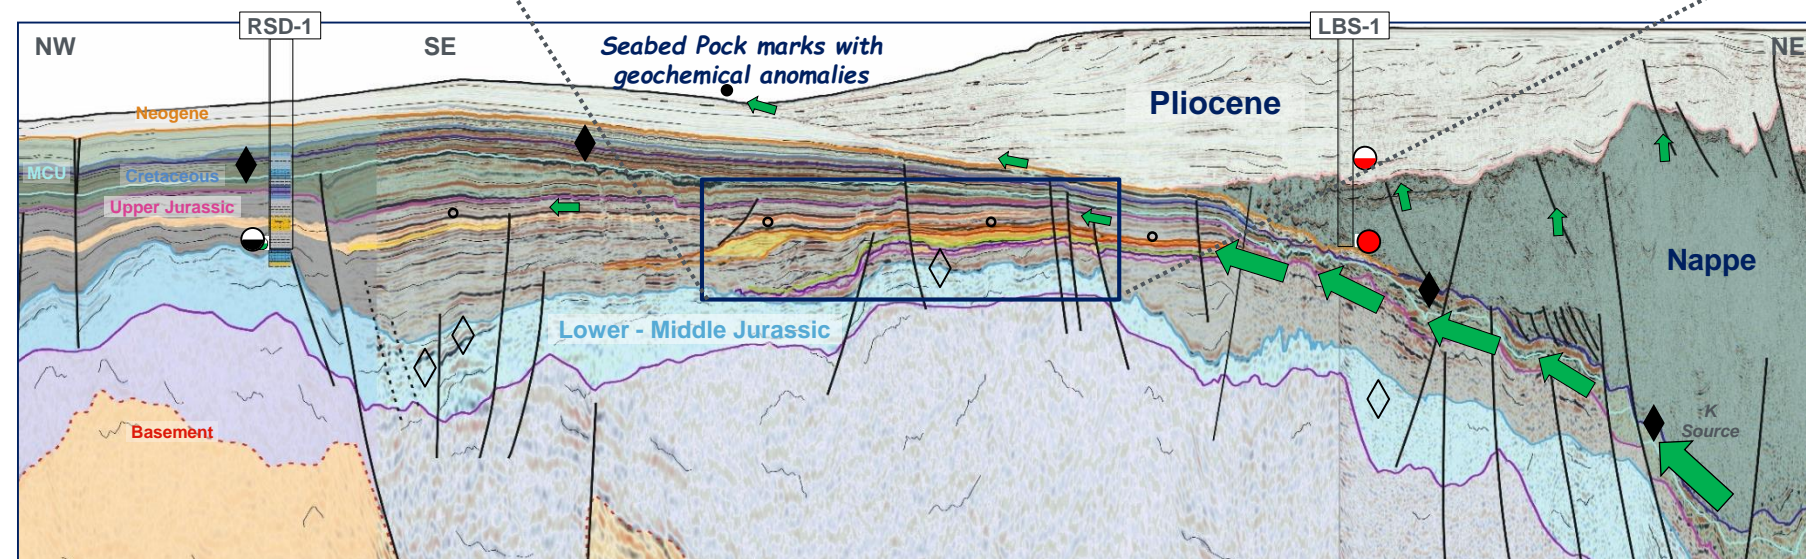 RSD-1
LBS-1
NW
SE
Seabed Pock marks with
geochemical anomalies
NE
Pliocene
Neogene
MCU
Cretaceous
Upper Jurassic
Nappe
Lower - Middle Jurassic
K
Source
Basement